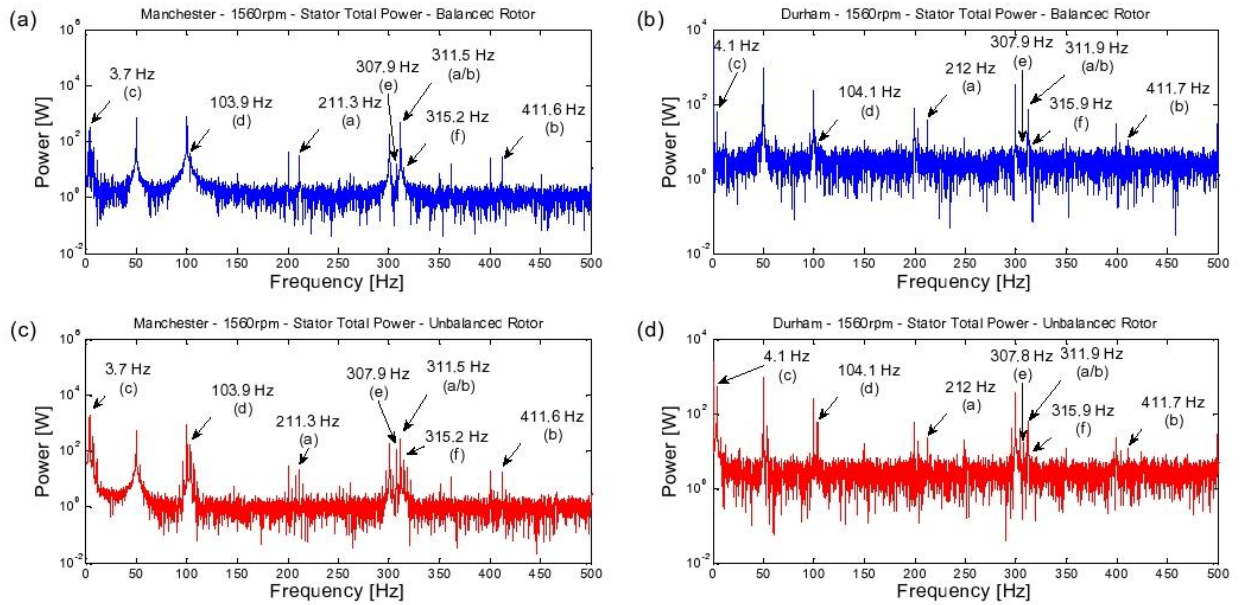 (a)
Manchester - 1560rpm - Stator Total Power - Balanced Rotor
10^6
10^4
10^2
10^0
10^-2
Power [W]
3.7 Hz
(c)
103.9 Hz
(d)
211.3 Hz
(a)
307.9 Hz
(e)
311.5 Hz
(a/b)
315.2 Hz
(f)
411.6 Hz
(b)
0 50 100 150 200 250 300 350 400 450 500
Frequency [Hz]
(b)
Durham - 1560rpm - Stator Total Power - Balanced Rotor
10^4
10^2
10^0
10^-2
Power [W]
4.1 Hz
(c)
104.1 Hz
(d)
212 Hz
(a)
307.9 Hz
(e)
311.9 Hz
(a/b)
315.9 Hz
(f)
411.7 Hz
(b)
0 50 100 150 200 250 300 350 400 450 500
Frequency [Hz]
(c)
Manchester - 1560rpm - Stator Total Power - Unbalanced Rotor
10^6
10^4
10^2
10^0
10^-2
Power [W]
3.7 Hz
(c)
103.9 Hz
(d)
211.3 Hz
(a)
307.9 Hz
(e)
311.5 Hz
(a/b)
315.2 Hz
(f)
411.6 Hz
(b)
0 50 100 150 200 250 300 350 400 450 500
Frequency [Hz]
(d)
Durham - 1560rpm - Stator Total Power - Unbalanced Rotor
10^4
10^2
10^0
10^-2
Power [W]
4.1 Hz
(c)
104.1 Hz
(d)
212 Hz
(a)
307.8 Hz
(e)
311.9 Hz
(a/b)
315.9 Hz
(f)
411.7 Hz
(b)
0 50 100 150 200 250 300 350 400 450 500
Frequency [Hz]